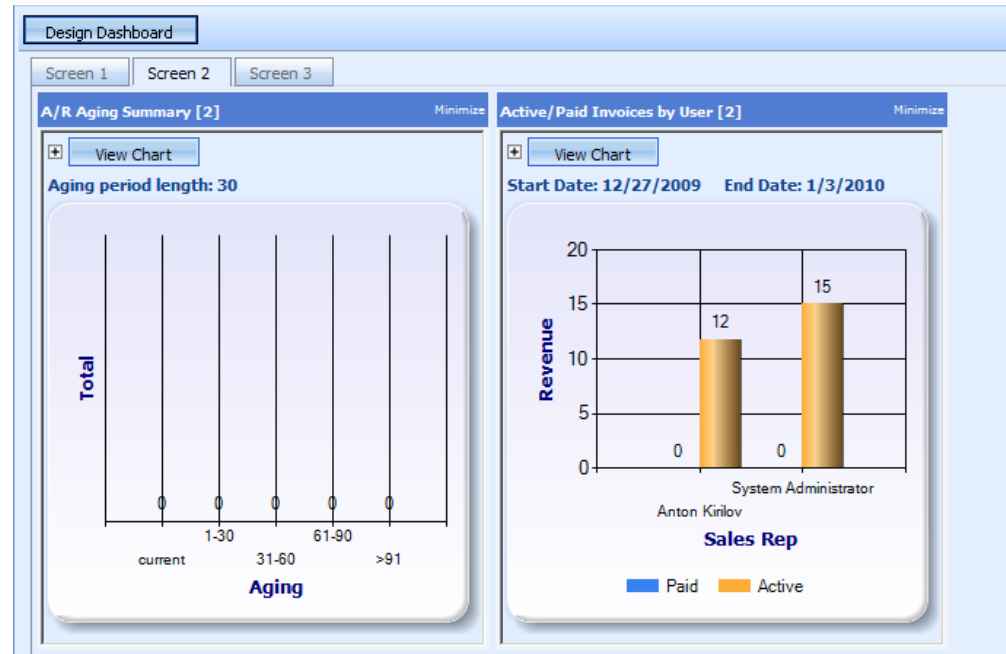 Design Dashboard
Screen 1 Screen 2 Screen 3
A/R Aging Summary [2] Minimize
View Chart
Aging period length: 30
Total
0 0 0 0 0
1-30 61-90
current 31-60 >91
Aging
Active/Paid Invoices by User [2] Minimize
View Chart
Start Date: 12/27/2009 End Date: 1/3/2010
Revenue
20
15
10
5
0
15
12
0 0
System Administrator
Anton Kirilov
Sales Rep
Paid Active